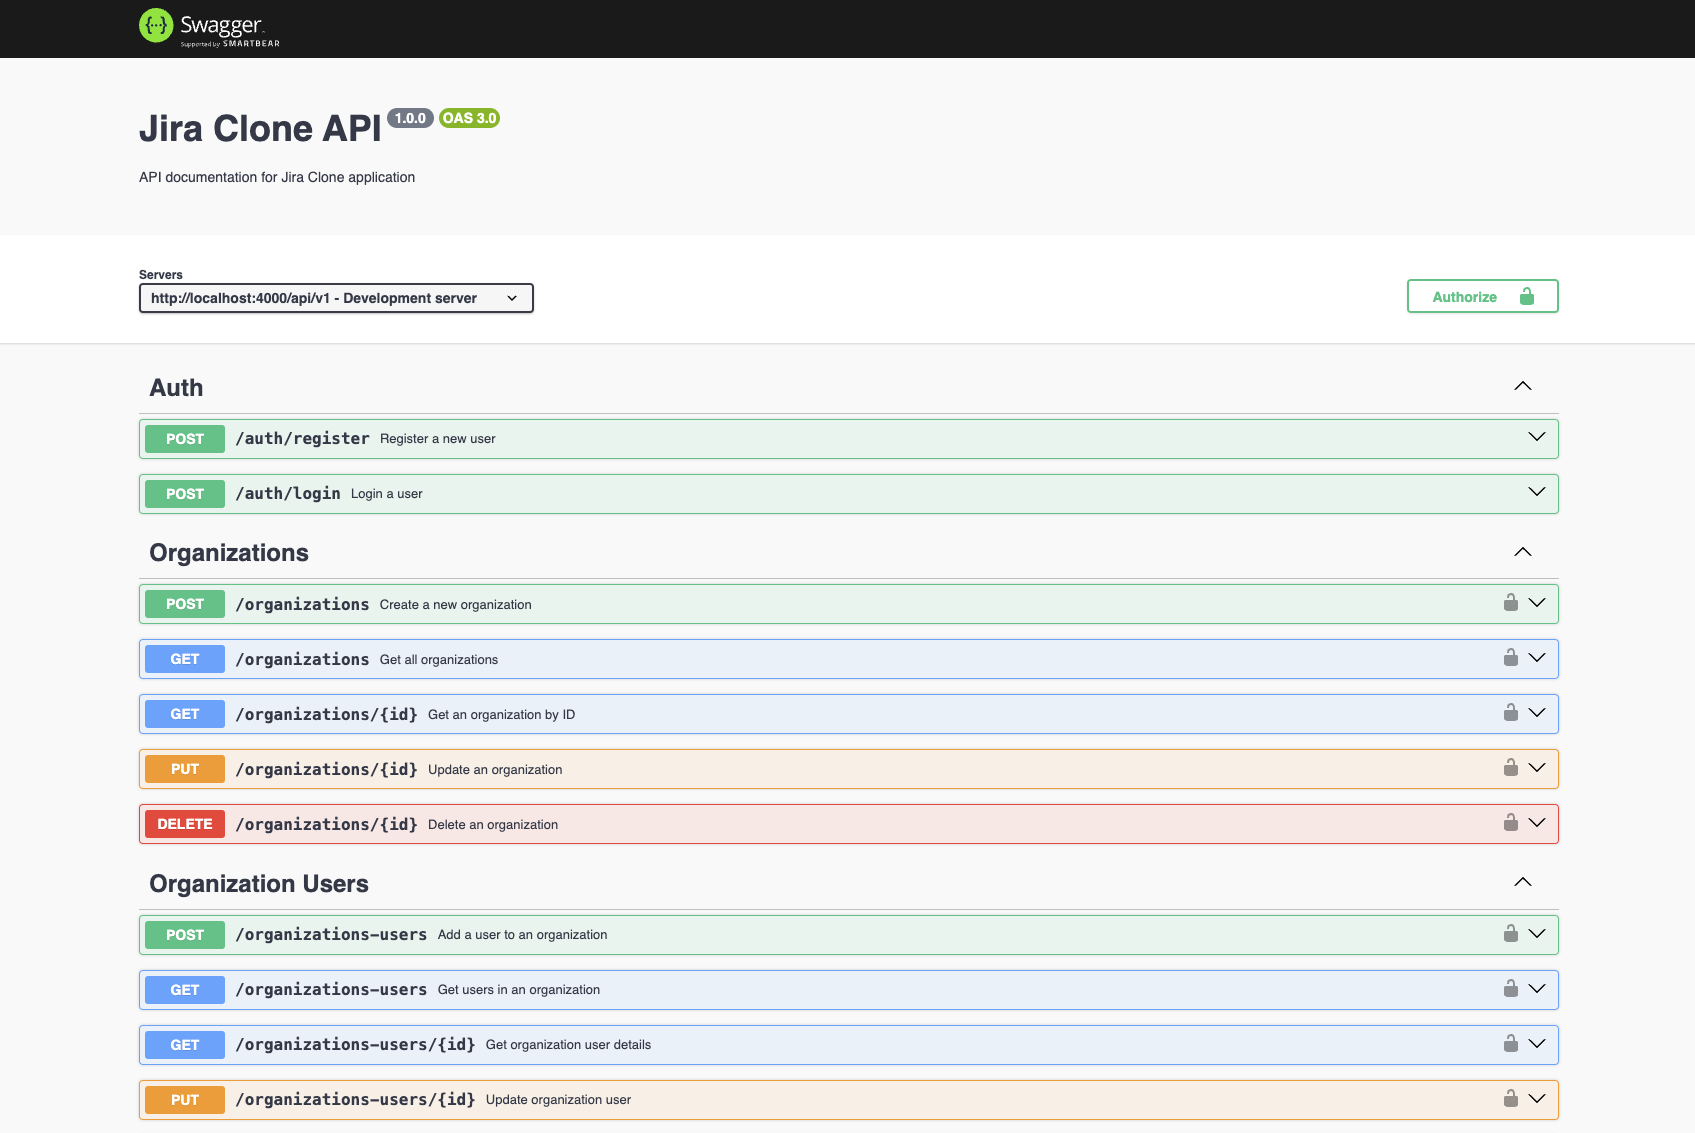 Swagger
Supported by SMARTBEAR
Jira Clone API 1.0.0 OAS 3.0
API documentation for Jira Clone application
Servers
http://localhost:4000/api/v1 - Development server
Authorize
Auth
POST /auth/register Register a new user
POST /auth/login Login a user
Organizations
POST /organizations Create a new organization
GET /organizations Get all organizations
GET /organizations/{id} Get an organization by ID
PUT /organizations/{id} Update an organization
DELETE /organizations/{id} Delete an organization
Organization Users
POST /organizations-users Add a user to an organization
GET /organizations-users Get users in an organization
GET /organizations-users/{id} Get organization user details
PUT /organizations-users/{id} Update organization user